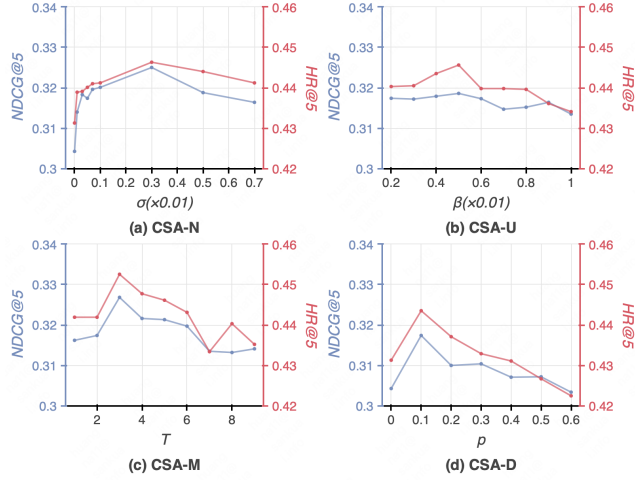 0.34
0.33
0.32
0.31
0.3
NDCG@5
0.46
0.45
0.44
0.43
0.42
HR@5
0 0.1 0.2 0.3 0.4 0.5 0.6 0.7
σ(×0.01)
(a) CSA-N
0.34
0.33
0.32
0.31
0.3
NDCG@5
0.46
0.45
0.44
0.43
0.42
HR@5
0.2 0.4 0.6 0.8 1
β(×0.01)
(b) CSA-U
0.34
0.33
0.32
0.31
0.3
NDCG@5
0.46
0.45
0.44
0.43
0.42
HR@5
2 4 6 8
T
(c) CSA-M
0.34
0.33
0.32
0.31
0.3
NDCG@5
0.46
0.45
0.44
0.43
0.42
HR@5
0 0.1 0.2 0.3 0.4 0.5 0.6
p
(d) CSA-D